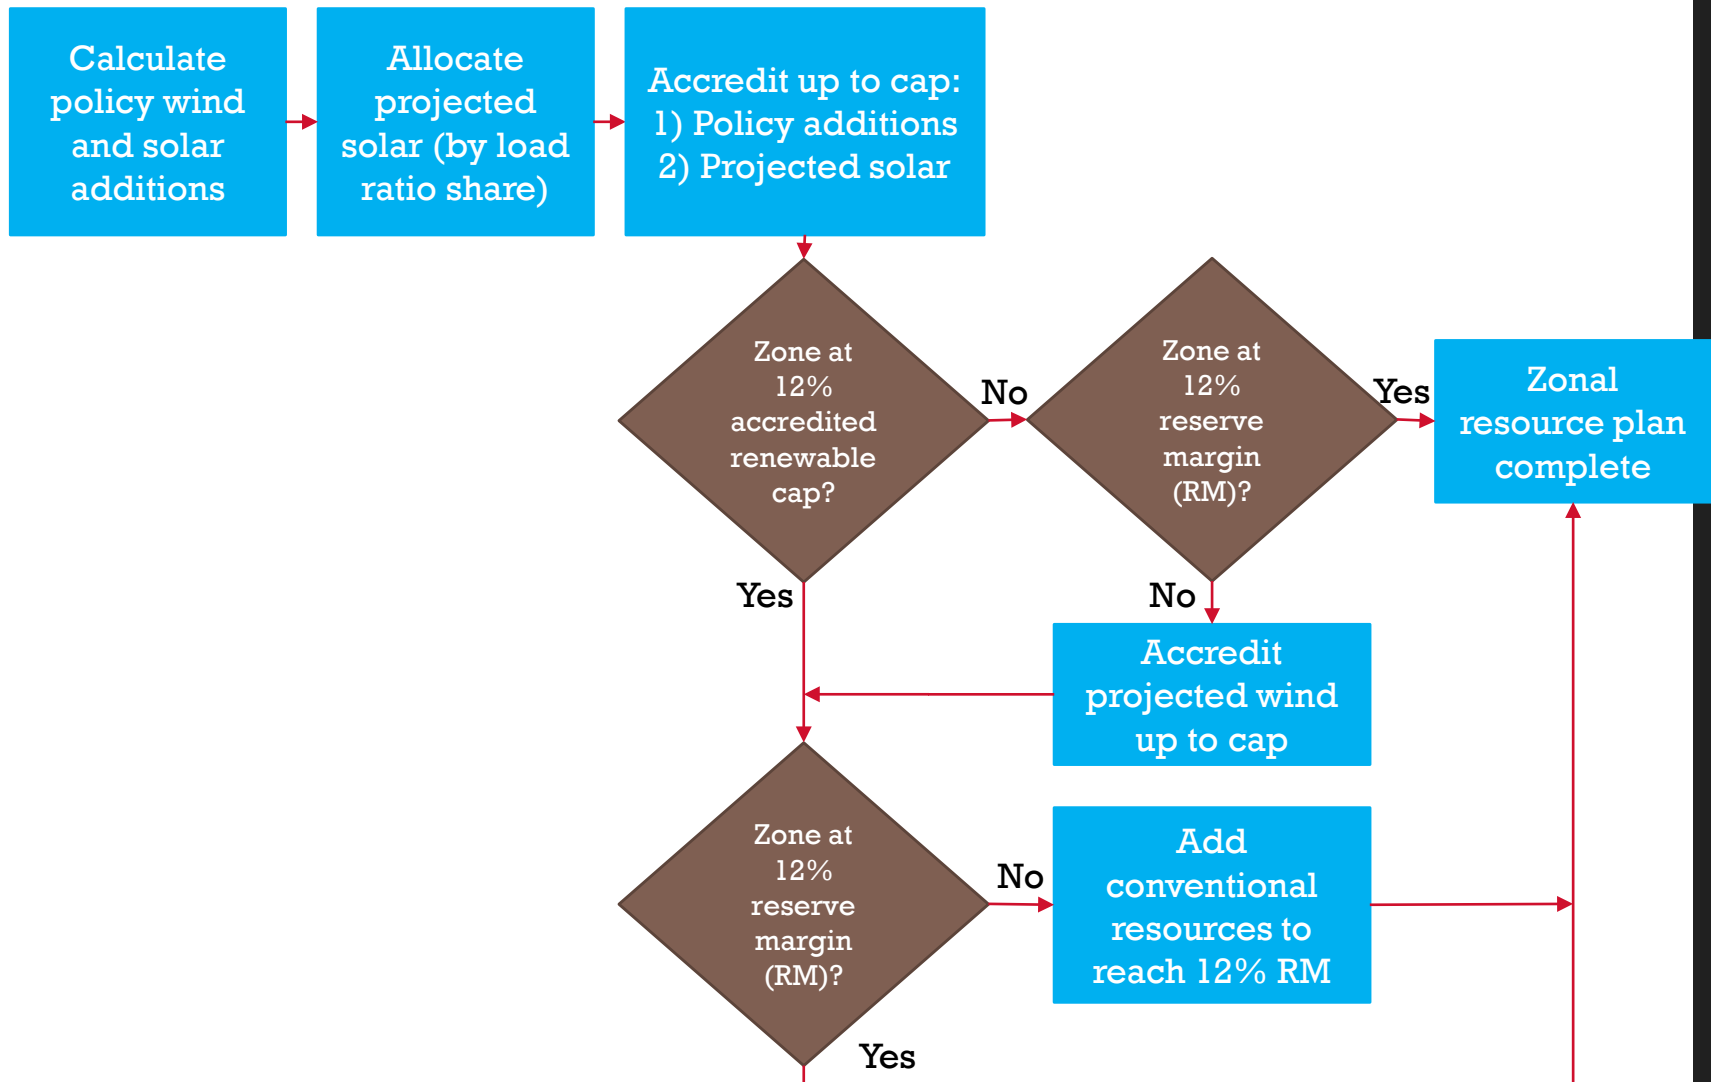 Calculate
policy wind
and solar
additions
Allocate
projected
solar (by load
ratio share)
Accredit up to cap:
1) Policy additions
2) Projected solar
Zone at
12%
accredited
renewable
cap?
No
Zone at
12%
reserve
margin
(RM)?
Yes
Zonal
resource plan
complete
Yes
No
Accredit
projected wind
up to cap
Zone at
12%
reserve
margin
(RM)?
No
Add
conventional
resources to
reach 12% RM
Yes